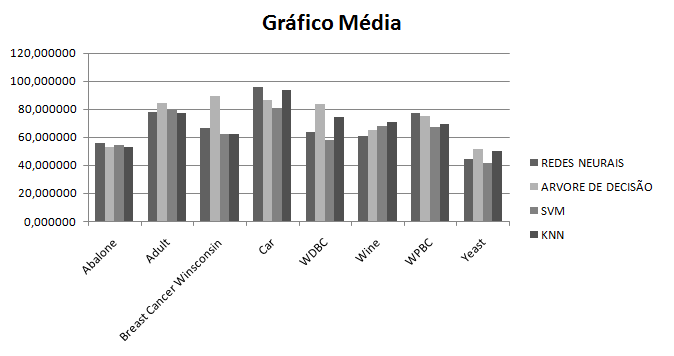 Gráfico Média
120,000000
100,000000
80,000000
60,000000
40,000000
20,000000
0,000000
Abalone
Adult
Breast Cancer Winsconsin
Car
WDBC
Wine
WPBC
Yeast
REDES NEURAIS
ARVORE DE DECISÃO
SVM
KNN